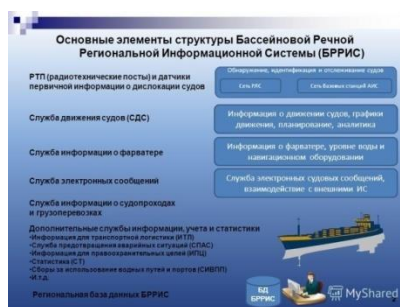 Основные элементы структуры Бассейновой Речной
Региональной Информационной Системы (БРРИС)
РТП (радиотехнические посты) и датчики
первичной информации о дислокации судов
Обнаружение, идентификация и отслеживание судов
Сеть РЛС
Сеть базовых станций АИС
Служба движения судов (СДС)
Информация о движении судов, графики
движения, планирование, аналитика
Служба информации о фарватере
Информация о фарватере, уровне воды и
навигационном оборудовании
Служба электронных сообщений
Служба электронных судовых сообщений,
взаимодействие с внешними ИС
Служба информации о судопроходах
и грузоперевозках
Дополнительные службы информации, учета и статистики
•Информация для транспортной логистики (ИТЛ)
•Служба предотвращения аварийных ситуаций (СПАС)
•Информация для правоохранительных целей (ИПЦ)
•Статистика (СТ)
•Сборы за использование водных путей и портов (СИВПП)
•И.т.д.
Региональная база данных БРРИС
БД
БРРИС
MyShared